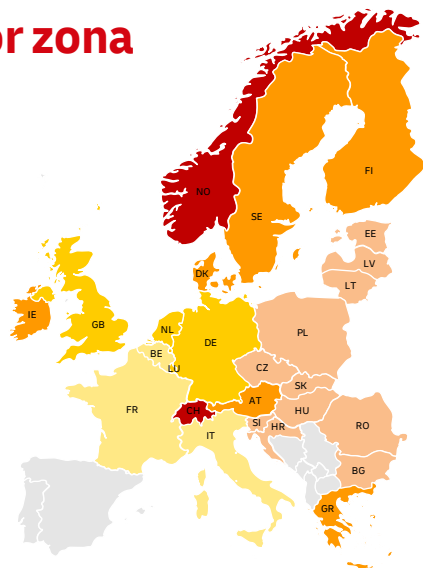 or zona
NO
FI
SE
EE
LV
LT
DK
IE
GB
NL
DE
PL
BE
LU
CZ
SK
FR
CH
AT
HU
SI
HR
RO
IT
BG
GR